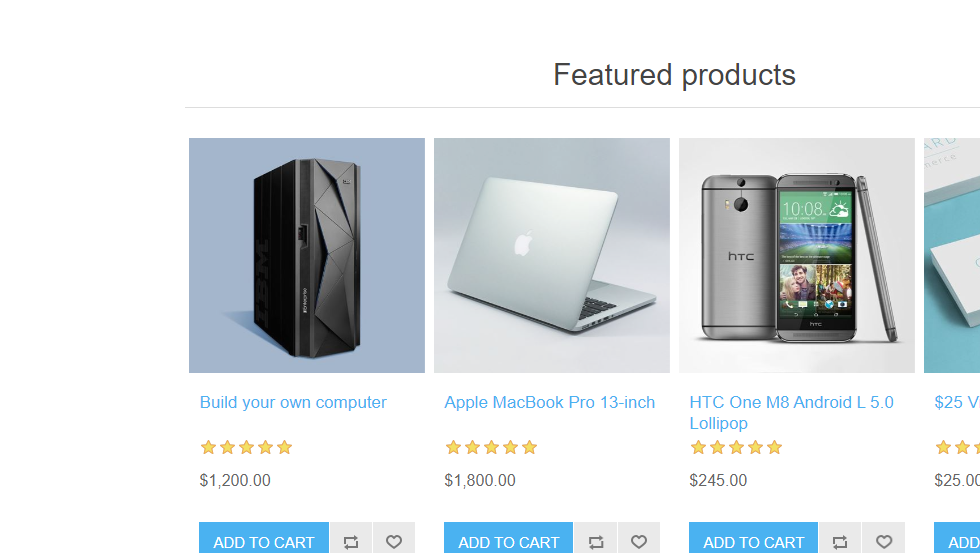 Featured products
IBM
hTC
10:08
hTC
Build your own computer
Apple MacBook Pro 13-inch
HTC One M8 Android L 5.0
Lollipop
$25 V
$1,200.00
$1,800.00
$245.00
$25.00
ADD TO CART
ADD TO CART
ADD TO CART
ADD